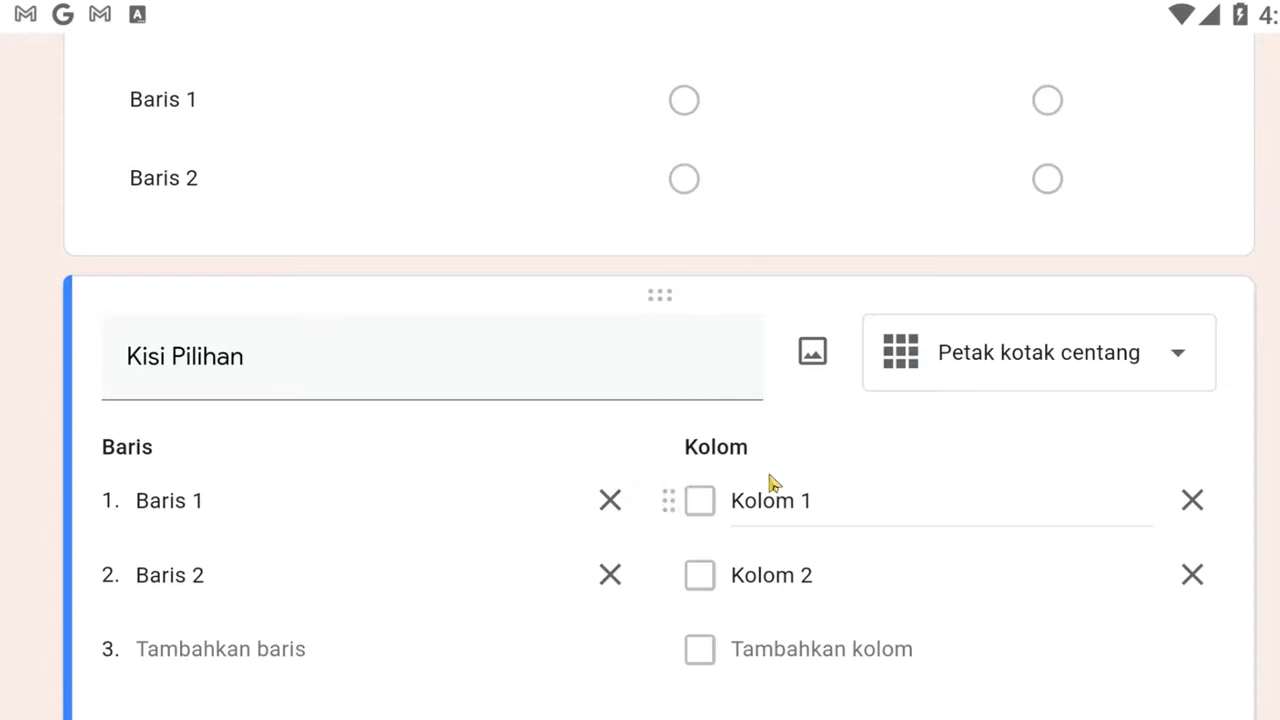 4:
Baris 1
Baris 2
Kisi Pilihan
Petak kotak centang
Baris
Kolom
1. Baris 1
Kolom 1
2. Baris 2
Kolom 2
3. Tambahkan baris
Tambahkan kolom